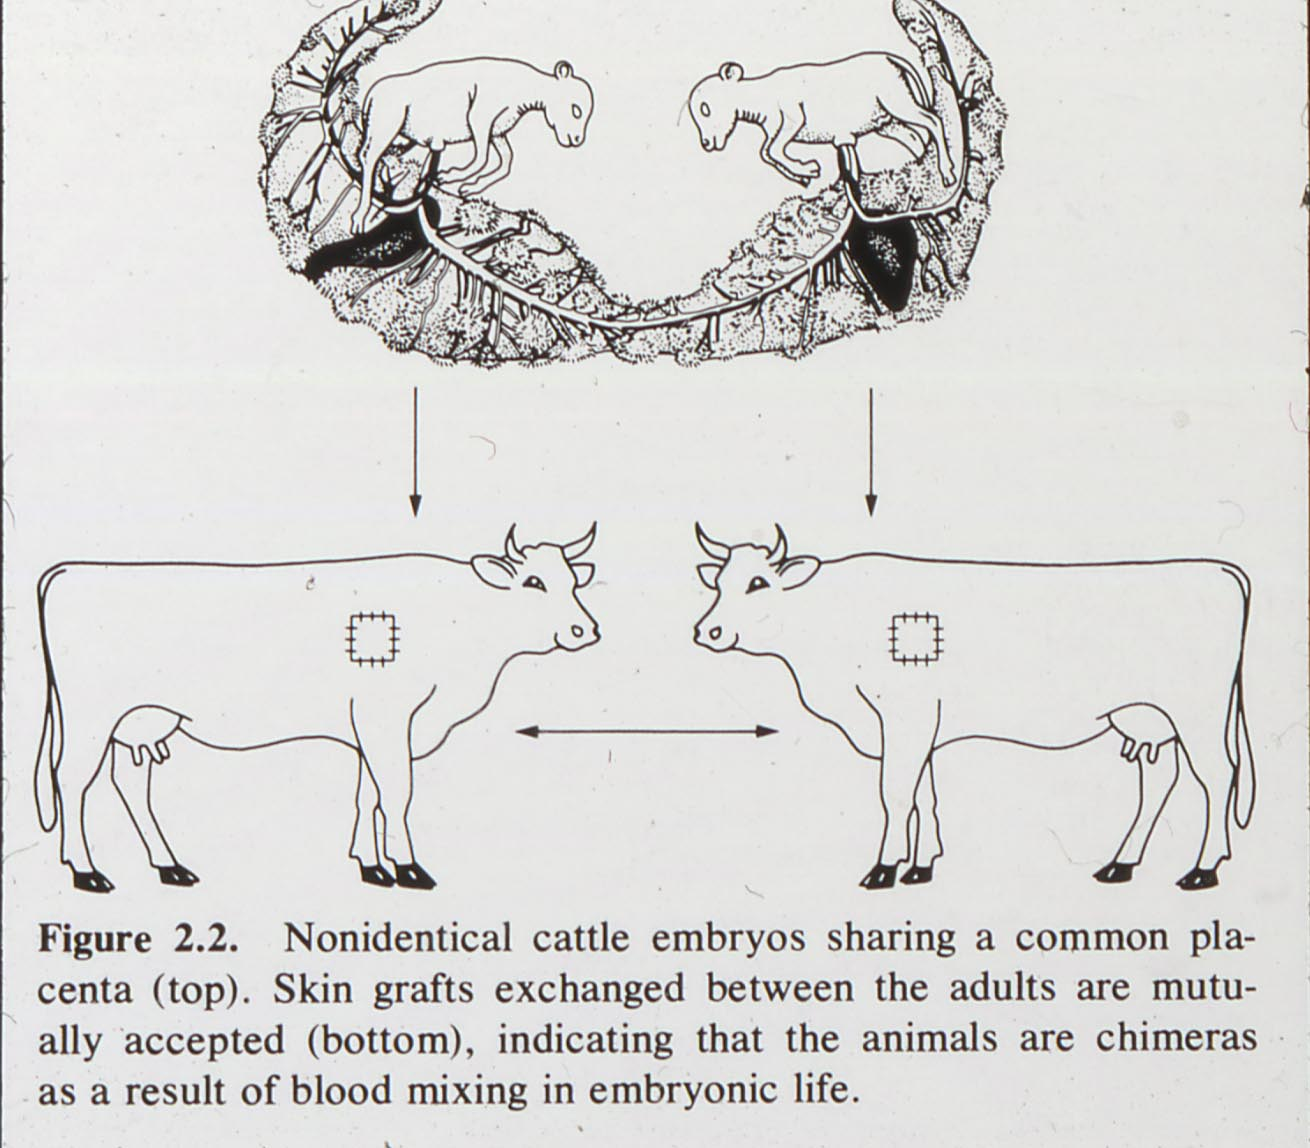 Figure 2.2. Nonidentical cattle embryos sharing a common pla-
centa (top). Skin grafts exchanged between the adults are mutu-
ally accepted (bottom), indicating that the animals are chimeras
as a result of blood mixing in embryonic life.